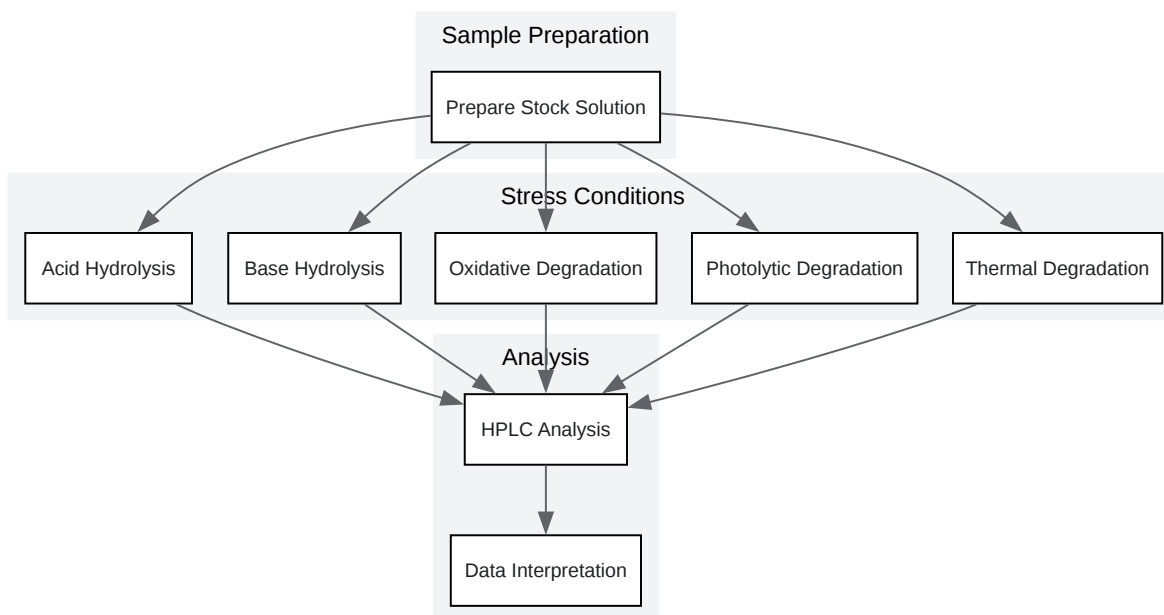 Sample Preparation
Prepare Stock Solution
Stress Conditions
Acid Hydrolysis
Base Hydrolysis
Oxidative Degradation
Photolytic Degradation
Thermal Degradation
Analysis
HPLC Analysis
Data Interpretation